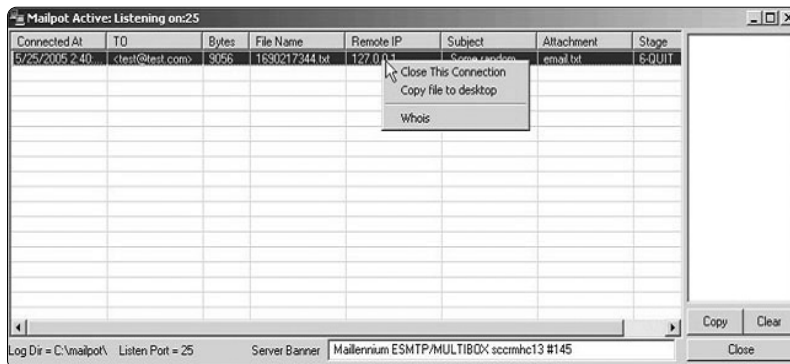 Mailpot Active: Listening on:25
Connected At TO Bytes File Name Remote IP Subject Attachment Stage
5/25/2005 2:40:... <test@test.com> 9056 1690217344.txt 127.0.0.1 Some random email.txt 6-QUIT
Close This Connection
Copy file to desktop
Whois
Copy Clear
Log Dir = C:\mailpot\ Listen Port = 25 Server Banner Maillennium ESMTP/MULTIBOX sccrmhc13 #145 Close